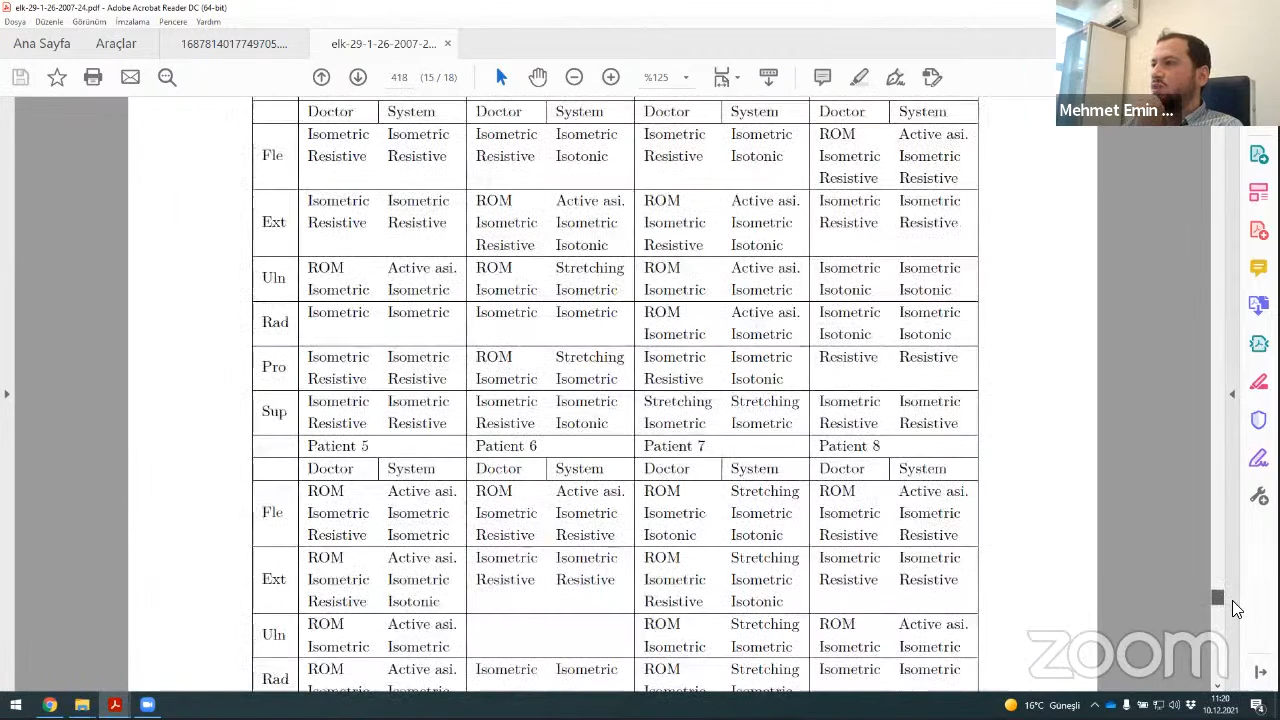 elk-29-1-26-2007-24.pdf - Adobe Acrobat Reader DC (64-bit)
Dosya Düzenle Görünüm İmzalama Pencere Yardım
Ana Sayfa Araçlar 1687814017749705.... elk-29-1-26-2007-2... ×
418 (15 / 18) %125
Mehmet Emin ...
Doctor System Doctor System Doctor System Doctor System
Isometric Isometric Isometric Isometric Isometric Isometric ROM Active asi.
Fle Resistive Resistive Resistive Isotonic Resistive Isotonic Isometric Isometric
Resistive Resistive
Isometric Isometric ROM Active asi. ROM Active asi. Isometric Isometric
Ext Resistive Resistive Isometric Isometric Isometric Isometric Resistive Resistive
Resistive Isotonic Resistive Isotonic
Uln ROM Active asi. ROM Stretching ROM Active asi. Isometric Isometric
Isometric Isometric Isometric Isometric Isometric Isometric Isotonic Isotonic
Rad Isometric Isometric Isometric Isometric ROM Active asi. Isometric Isometric
Isometric Isometric Isotonic Isotonic
Pro Isometric Isometric ROM Stretching Isometric Isometric Resistive Resistive
Resistive Resistive Isometric Isometric Resistive Isotonic
Sup Isometric Isometric Isometric Isometric Stretching Stretching Isometric Isometric
Resistive Resistive Resistive Isotonic Isometric Isometric Resistive Resistive
Patient 5 Patient 6 Patient 7 Patient 8
Doctor System Doctor System Doctor System Doctor System
ROM Active asi. ROM Active asi. ROM Stretching ROM Active asi.
Fle Isometric Isometric Isometric Isometric Isometric Isometric Isometric Isometric
Resistive Isometric Resistive Resistive Isotonic Isotonic Resistive Resistive
ROM Active asi. Isometric Isometric ROM Stretching Isometric Isometric
Ext Isometric Isometric Resistive Resistive Isometric Isometric Resistive Resistive
Resistive Isotonic Resistive Isotonic
Uln ROM Active asi. ROM Stretching ROM Active asi.
Isometric Isometric Isometric Isometric Isometric Isometric
Rad ROM Active asi. Isometric Isometric ROM Stretching Isometric Isometric
Isometric Isometric Isometric Isometric
zoom
16°C Güneşli
11:20
10.12.2021
4